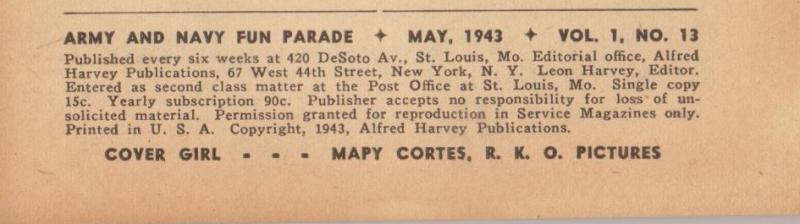 ARMY AND NAVY FUN PARADE ✦ MAY, 1943 ✦ VOL. 1, NO. 13
Published every six weeks at 420 DeSoto Av., St. Louis, Mo. Editorial office, Alfred
Harvey Publications, 67 West 44th Street, New York, N. Y. Leon Harvey, Editor.
Entered as second class matter at the Post Office at St. Louis, Mo. Single copy
15c. Yearly subscription 90c. Publisher accepts no responsibility for loss of un-
solicited material. Permission granted for reproduction in Service Magazines only.
Printed in U. S. A. Copyright, 1943, Alfred Harvey Publications.
COVER GIRL - - - MAPY CORTES, R. K. O. PICTURES